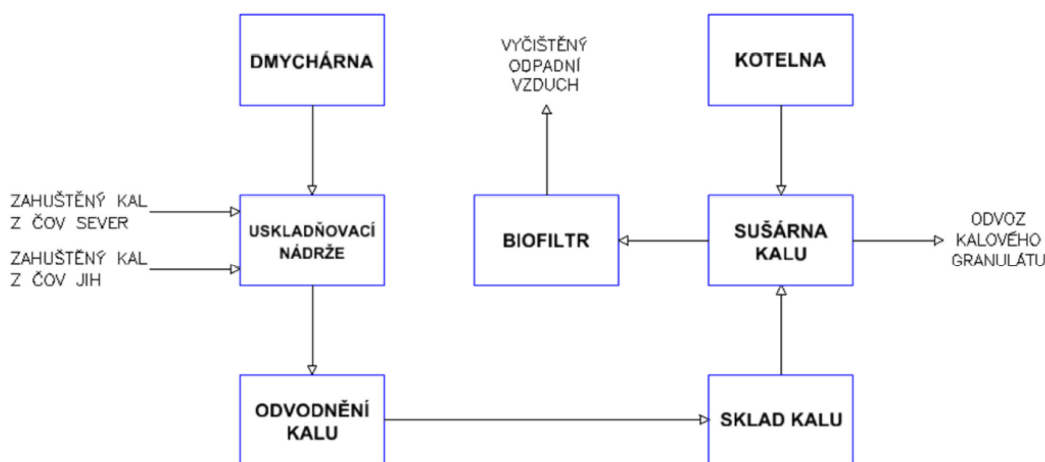 DMYCHÁRNA
VYČIŠTĚNÝ
ODPADNÍ
VZDUCH
KOTELNA
ZAHUŠTĚNÝ KAL
Z ČOV SEVER
ZAHUŠTĚNÝ KAL
Z ČOV JIH
USKLADŇOVACÍ
NÁDRŽE
BIOFILTR
SUŠÁRNA
KALU
ODVOZ
KALOVÉHO
GRANULÁTU
ODVODNĚNÍ
KALU
SKLAD KALU